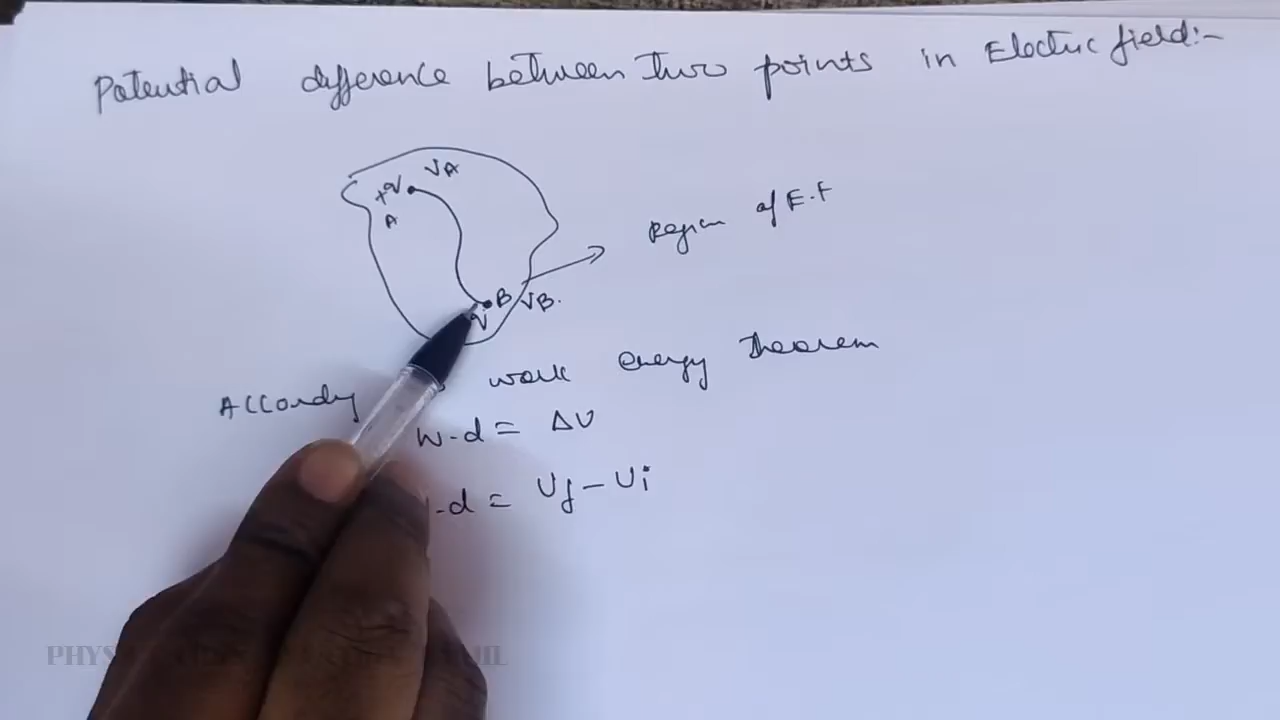 Potential difference between two points in Electric field:-
VA
+q
A
Region of E.F
B
VB.
q
According work energy theorem
W-d = ΔU
-d = Uf - Ui